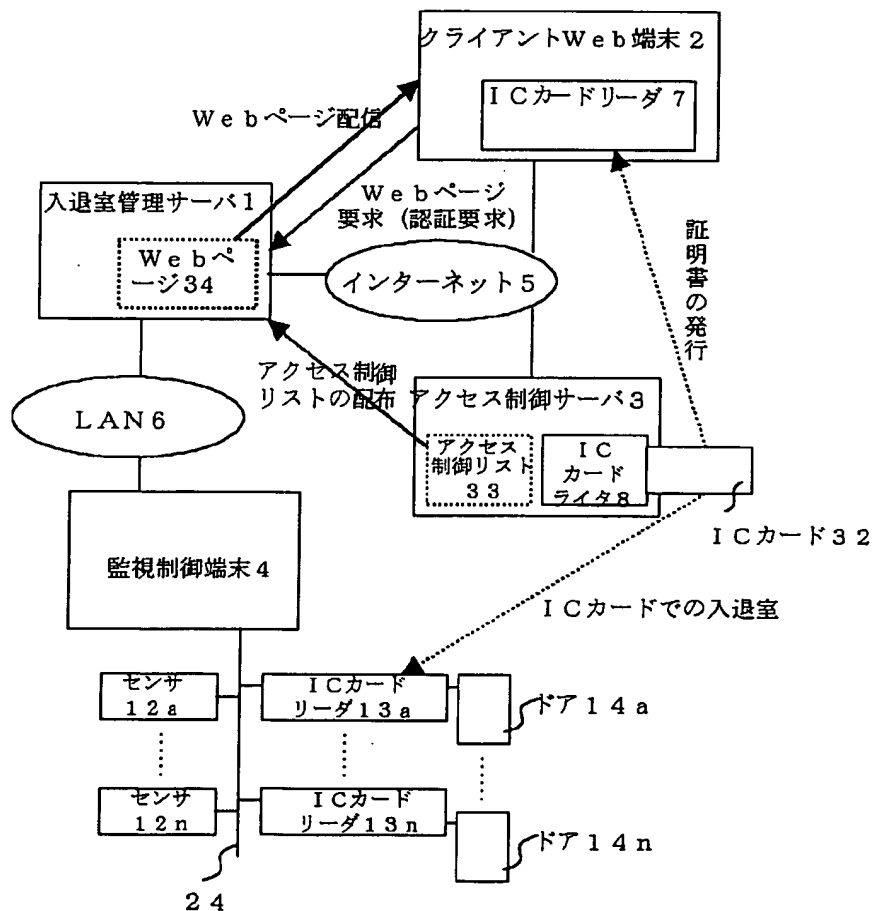 クライアントWeb端末2
ICカードリーダ7
Webページ配信
Webページ
要求(認証要求)
入退室管理サーバ1
Webペ
ージ34
インターネット5
証明書の発行
アクセス制御
リストの配布
アクセス制御サーバ3
LAN6
アクセス
制御リスト
33
IC
カード
ライタ8
ICカード32
監視制御端末4
ICカードでの入退室
センサ
12a
ICカード
リーダ13a
ドア14a
センサ
12n
ICカード
リーダ13n
ドア14n
24